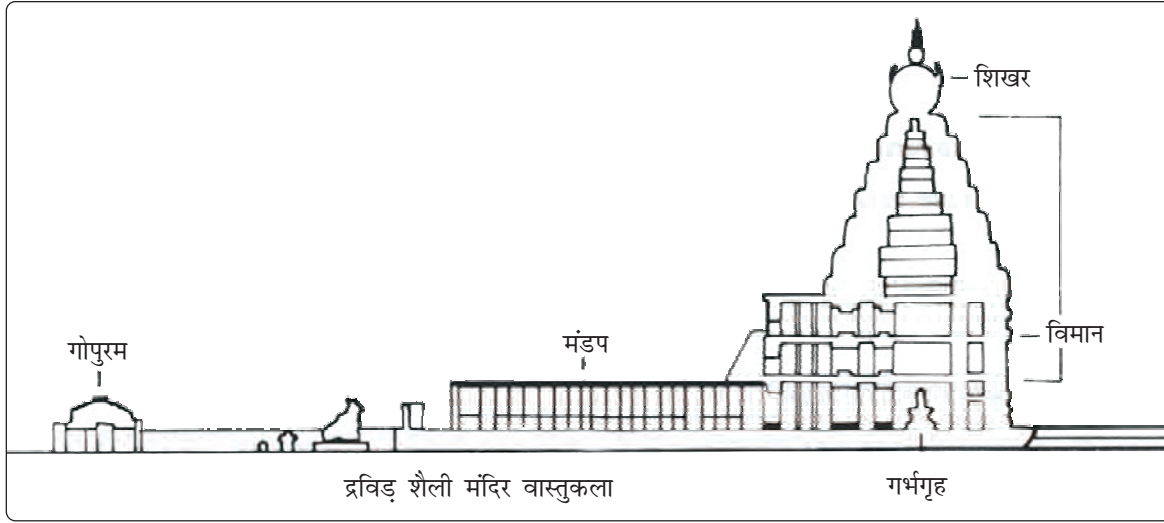 शिखर
विमान
मंडप
गोपुरम
द्रविड़ शैली मंदिर वास्तुकला
गर्भगृह